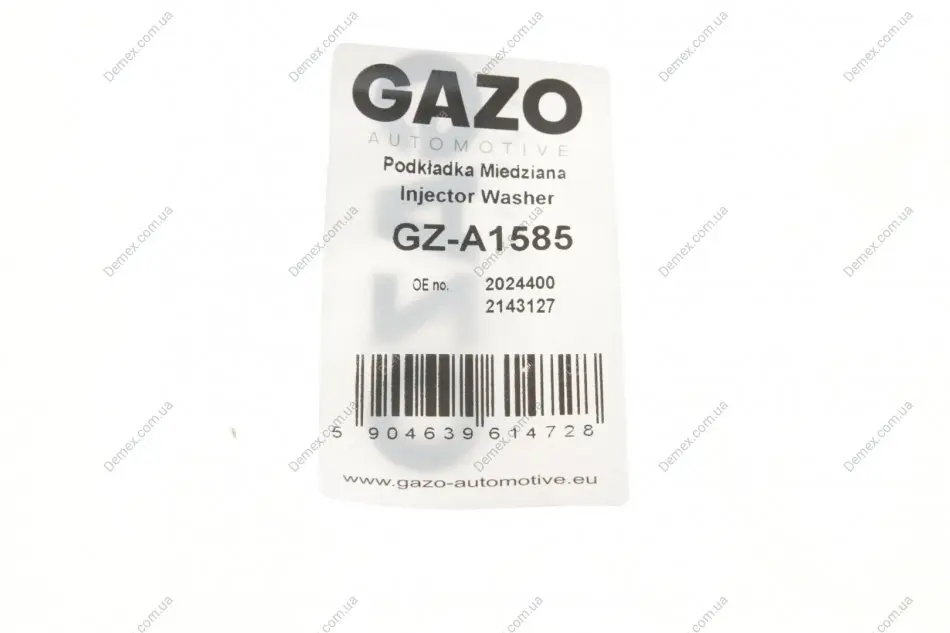 GAZO
AUTOMOTIVE
Podkładka Miedziana
Injector Washer
GZ-A1585
OE no. 2024400
2143127
5 904639 614728
www.gazo-automotive.eu
Demex.com.ua